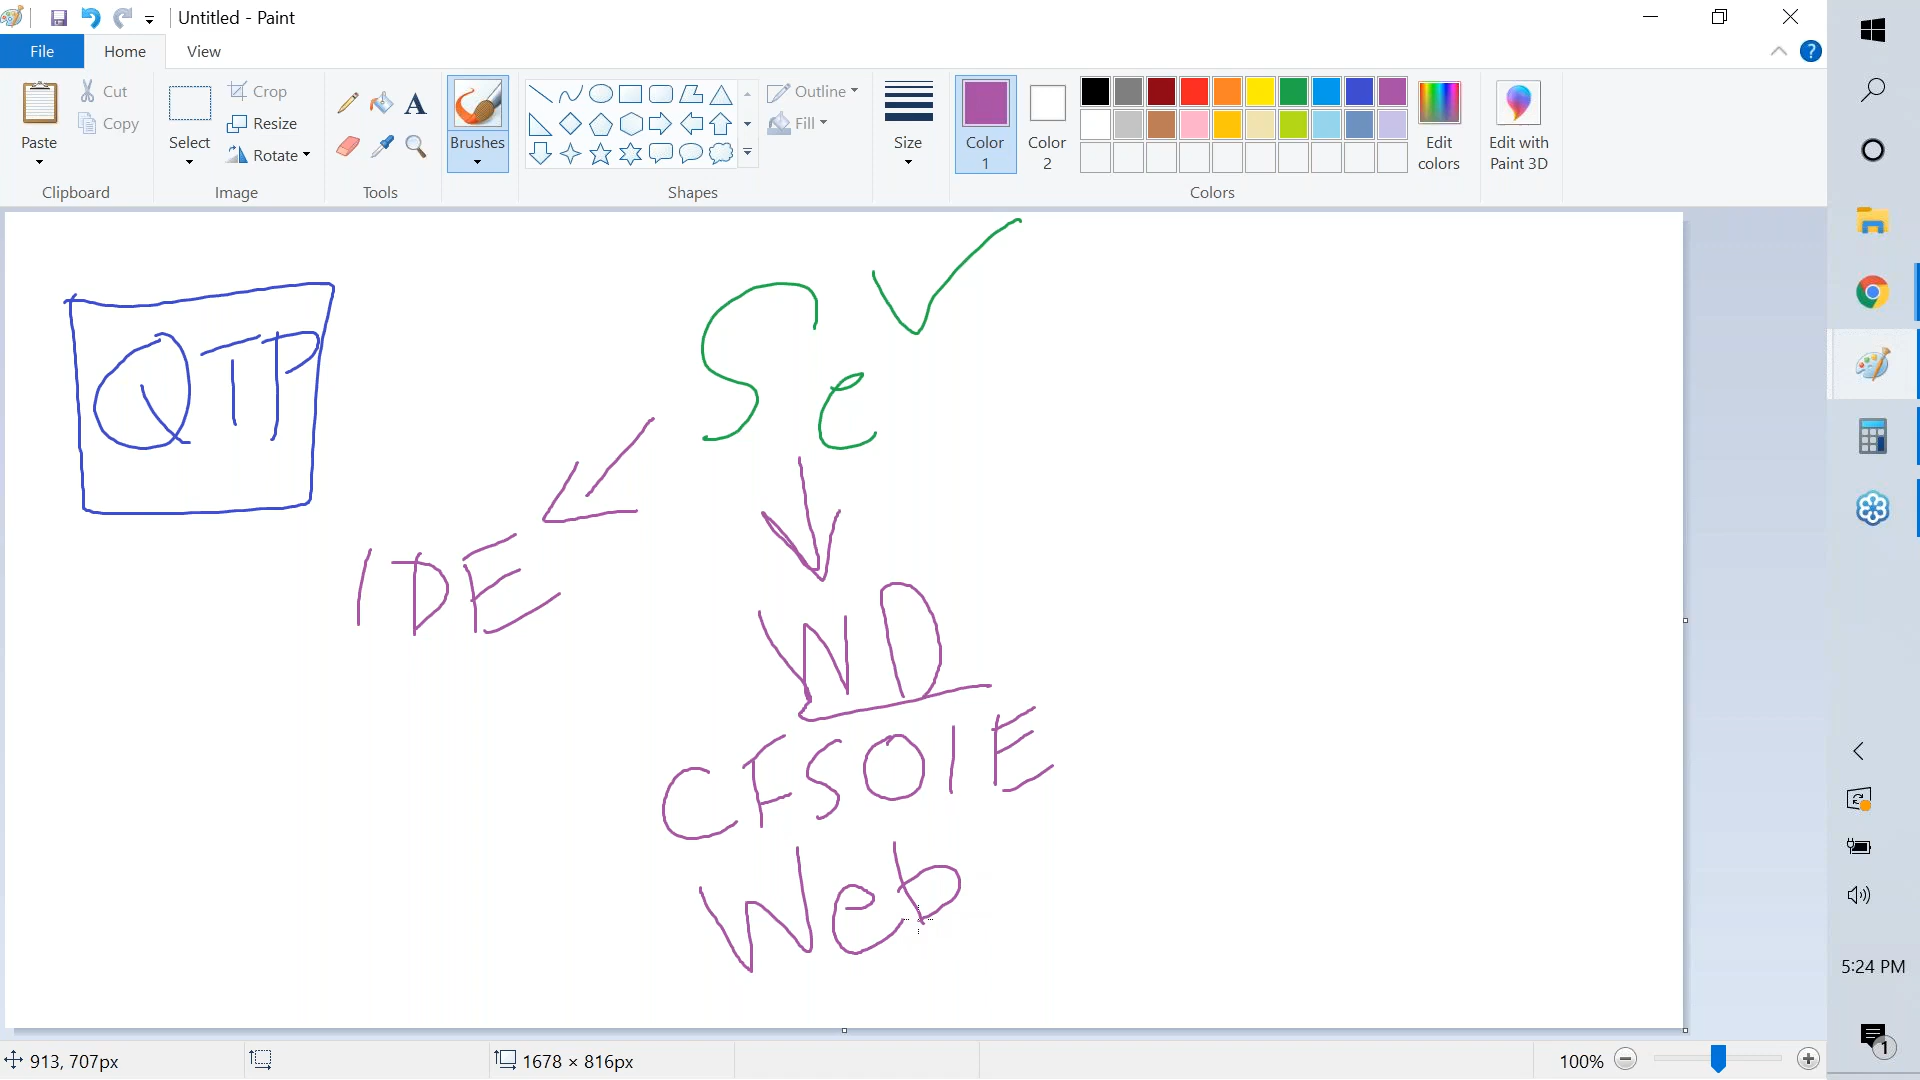 Untitled - Paint
File Home View
Paste
Cut
Copy
Clipboard
Select
Crop
Resize
Rotate
Image
Tools
Brushes
Shapes
Outline
Fill
Size
Color 1
Color 2
Edit colors
Edit with Paint 3D
Colors
QTP
Se
IDE
WD
CFSOIE
Web
5:24 PM
1
913, 707px
1678 × 816px
100%